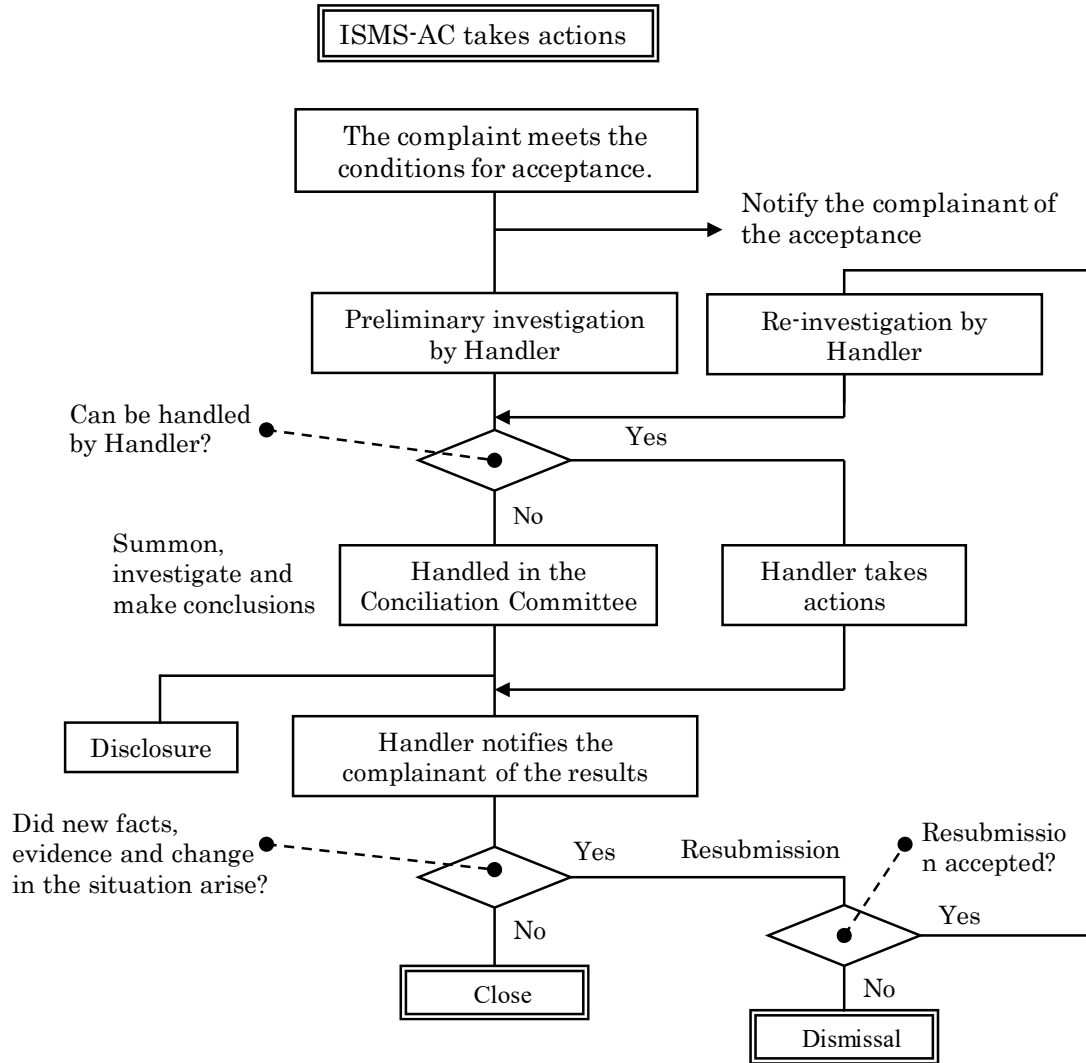 ISMS-AC takes actions
The complaint meets the
conditions for acceptance.
Notify the complainant of
the acceptance
Preliminary investigation
by Handler
Re-investigation by
Handler
Can be handled
by Handler?
Yes
No
Summon,
investigate and
make conclusions
Handled in the
Conciliation Committee
Handler takes
actions
Disclosure
Handler notifies the
complainant of the results
Did new facts,
evidence and change
in the situation arise?
Yes
Resubmission
Resubmissio
n accepted?
No
Yes
Close
No
Dismissal